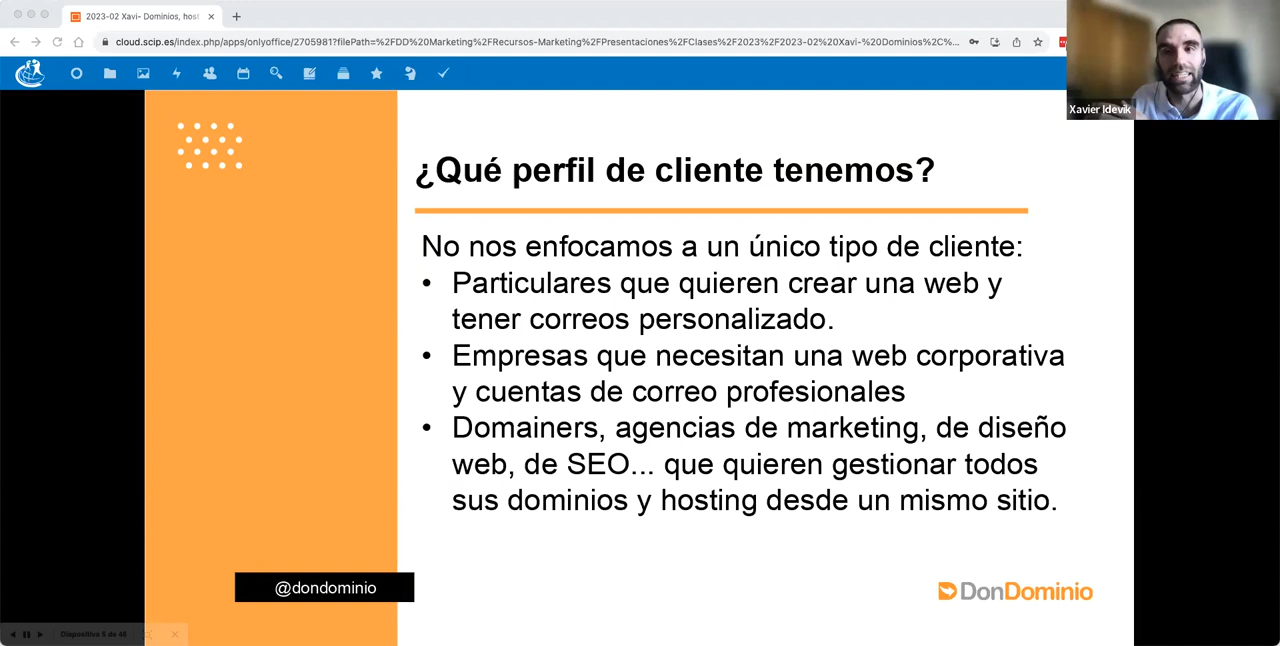 2023-02 Xavi- Dominios, host
cloud.scip.es/index.php/apps/onlyoffice/2705981?filePath=%2FDD%20Marketing%2FRecursos-Marketing%2FPresentaciones%2FClases%2F2023%2F2023-02%20Xavi-%20Dominios%2C%...
Xavier Idevik
¿Qué perfil de cliente tenemos?
No nos enfocamos a un único tipo de cliente:
• Particulares que quieren crear una web y
tener correos personalizado.
• Empresas que necesitan una web corporativa
y cuentas de correo profesionales
• Domainers, agencias de marketing, de diseño
web, de SEO... que quieren gestionar todos
sus dominios y hosting desde un mismo sitio.
@dondominio
DonDominio
Diapositiva 5 de 46